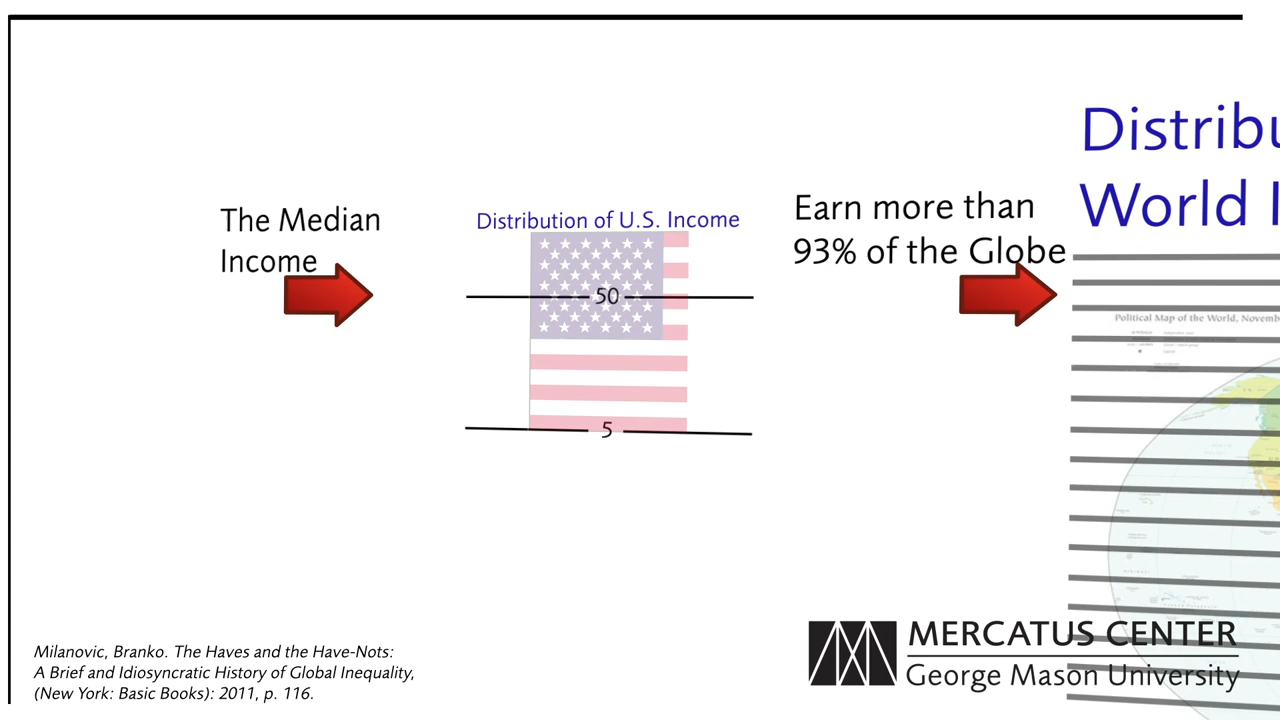 The Median
Income
Distribution of U.S. Income
50
5
Earn more than
93% of the Globe
Distribu
World I
Political Map of the World, Novemb
Milanovic, Branko. The Haves and the Have-Nots:
A Brief and Idiosyncratic History of Global Inequality,
(New York: Basic Books): 2011, p. 116.
MERCATUS CENTER
George Mason University